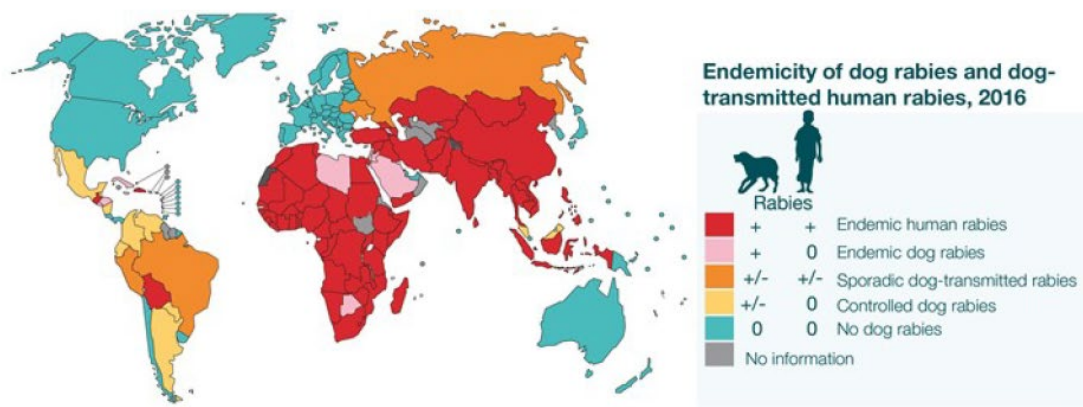 Endemicity of dog rabies and dog-
transmitted human rabies, 2016
Rabies
+ + Endemic human rabies
+ 0 Endemic dog rabies
+/- +/- Sporadic dog-transmitted rabies
+/- 0 Controlled dog rabies
0 0 No dog rabies
No information